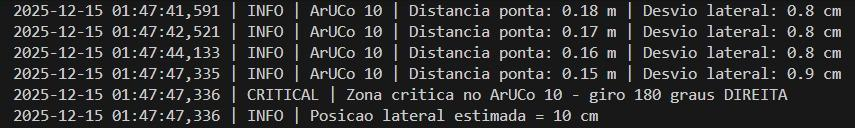 2025-12-15 01:47:41,591 | INFO | ArUCo 10 | Distancia ponta: 0.18 m | Desvio lateral: 0.8 cm
2025-12-15 01:47:42,521 | INFO | ArUCo 10 | Distancia ponta: 0.17 m | Desvio lateral: 0.8 cm
2025-12-15 01:47:44,133 | INFO | ArUCo 10 | Distancia ponta: 0.16 m | Desvio lateral: 0.8 cm
2025-12-15 01:47:47,335 | INFO | ArUCo 10 | Distancia ponta: 0.15 m | Desvio lateral: 0.9 cm
2025-12-15 01:47:47,336 | CRITICAL | Zona critica no ArUCo 10 - giro 180 graus DIREITA
2025-12-15 01:47:47,336 | INFO | Posicao lateral estimada = 10 cm